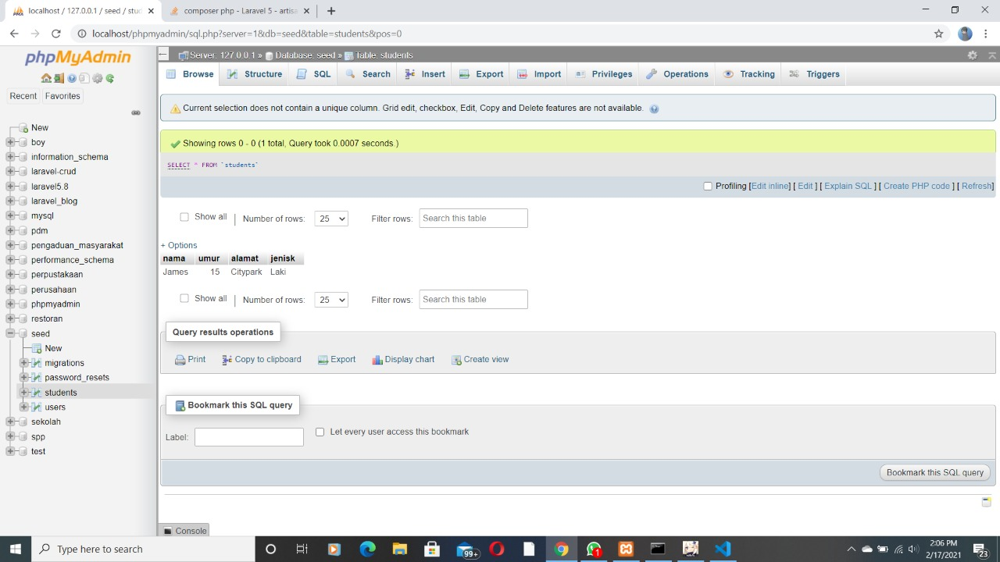 localhost / 127.0.0.1 / seed / stud
composer php - Laravel 5 - artisa
localhost/phpmyadmin/sql.php?server=1&db=seed&table=students&pos=0
phpMyAdmin
Recent Favorites
New
boy
information_schema
laravel-crud
laravel5.8
laravel_blog
mysql
pdm
pengaduan_masyarakat
performance_schema
perpustakaan
perusahaan
phpmyadmin
restoran
seed
New
migrations
password_resets
students
users
sekolah
spp
test
Server: 127.0.0.1 » Database: seed » Table: students
Browse Structure SQL Search Insert Export Import Privileges Operations Tracking Triggers
Current selection does not contain a unique column. Grid edit, checkbox, Edit, Copy and Delete features are not available.
Showing rows 0 - 0 (1 total, Query took 0.0007 seconds.)
SELECT * FROM `students`
Profiling [Edit inline] [ Edit ] [ Explain SQL ] [ Create PHP code ] [ Refresh]
Show all | Number of rows: 25 Filter rows: Search this table
+ Options
nama umur alamat jenisk
James 15 Citypark Laki
Show all | Number of rows: 25 Filter rows: Search this table
Query results operations
Print Copy to clipboard Export Display chart Create view
Bookmark this SQL query
Label: Let every user access this bookmark
Bookmark this SQL query
Console
Type here to search
99+
1
2:06 PM
2/17/2021
23